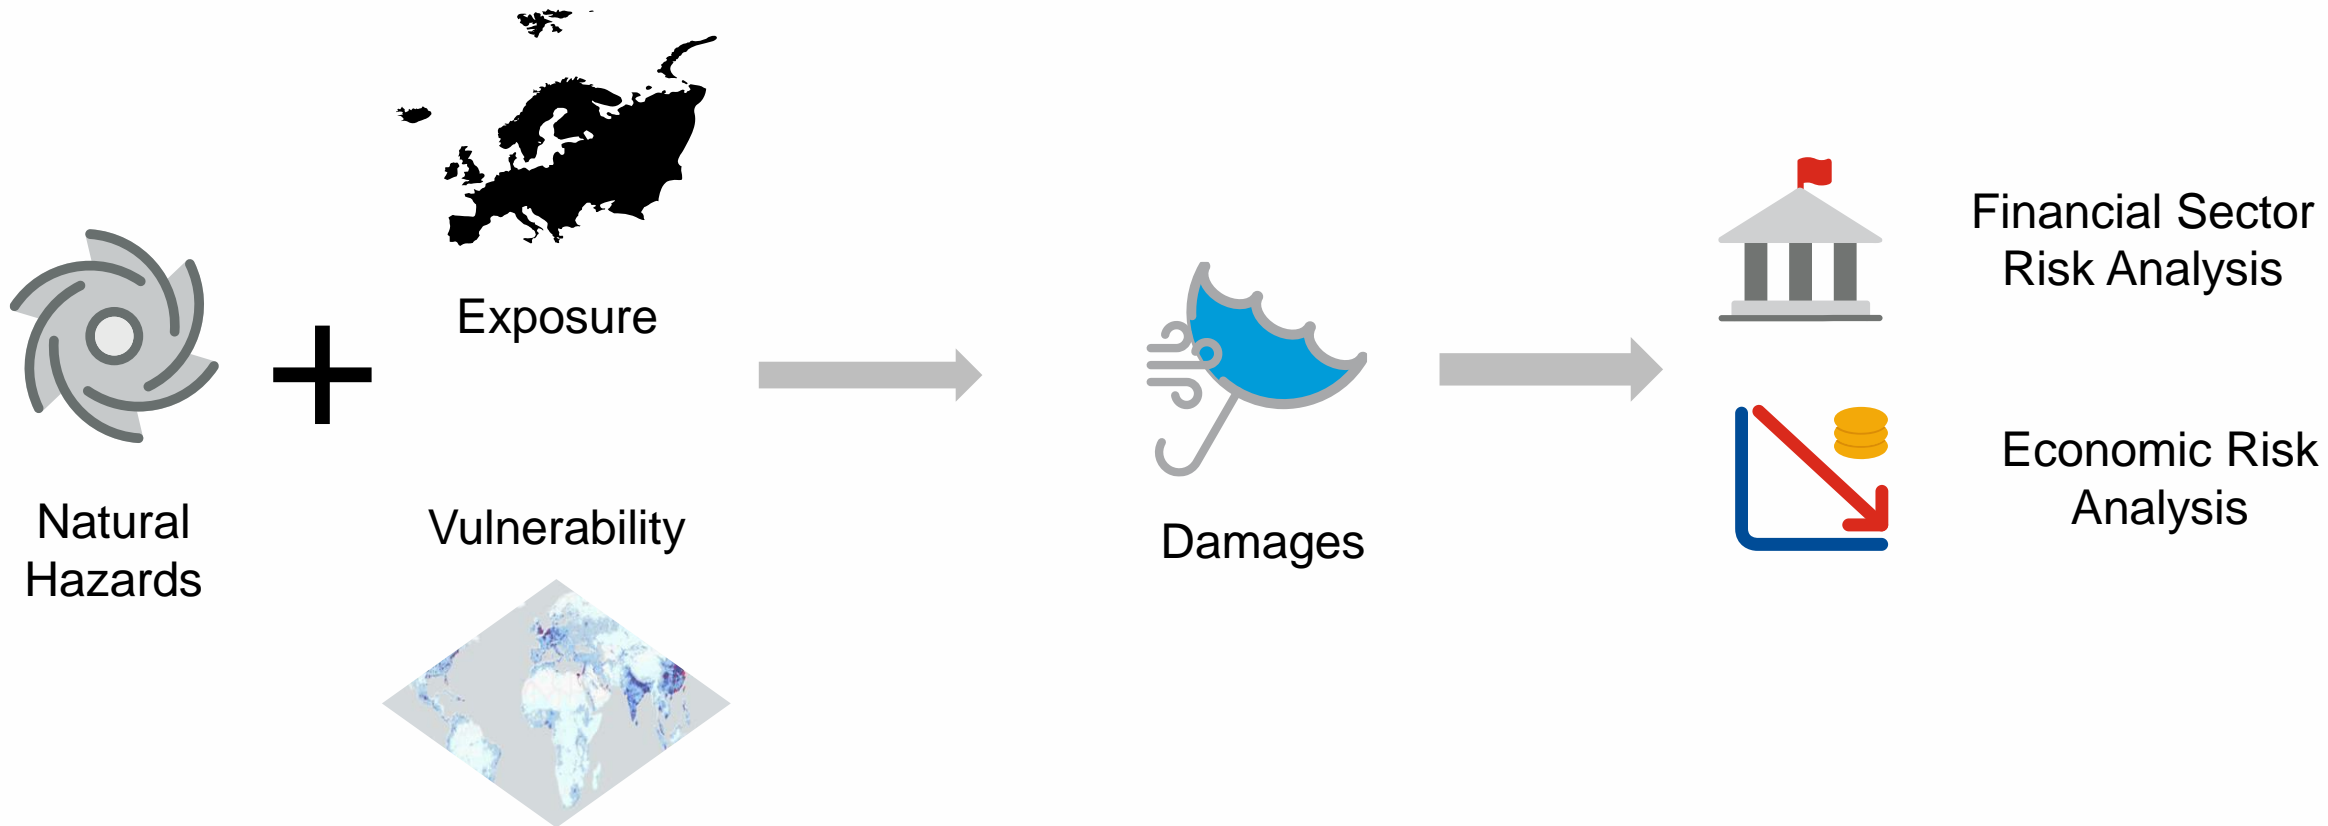 Natural
Hazards
Exposure
Vulnerability
Damages
Financial Sector
Risk Analysis
Economic Risk
Analysis